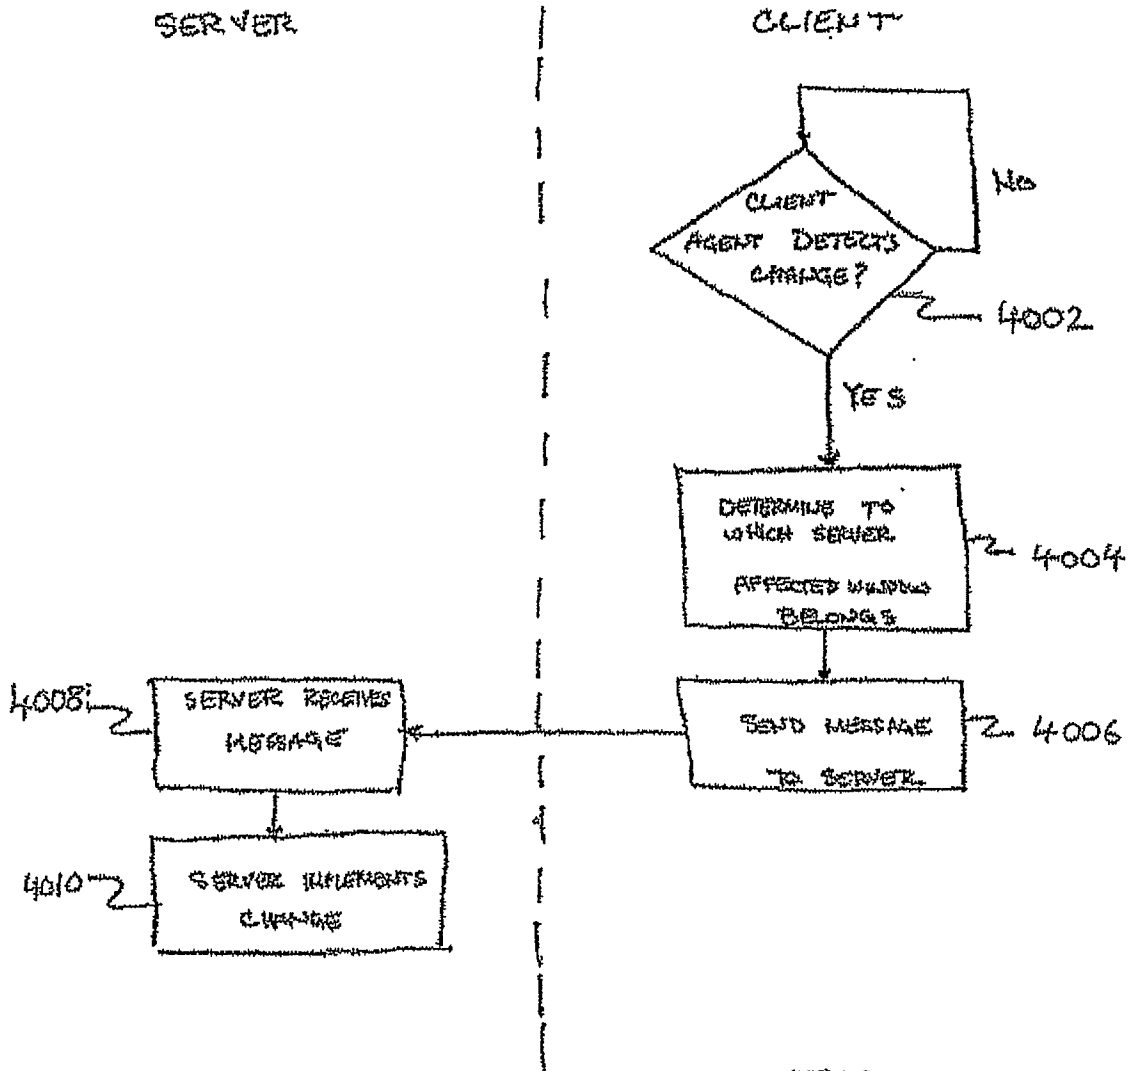 SERVER
CLIENT
NO
CLIENT
AGENT DETECTS
CHANGE?
4002
YES
DETERMINE TO
WHICH SERVER
AFFECTED WINDOW
BELONGS
4004
4008
SERVER RECEIVES
MESSAGE
SEND MESSAGE
TO SERVER
4006
4010
SERVER IMPLEMENTS
CHANGE